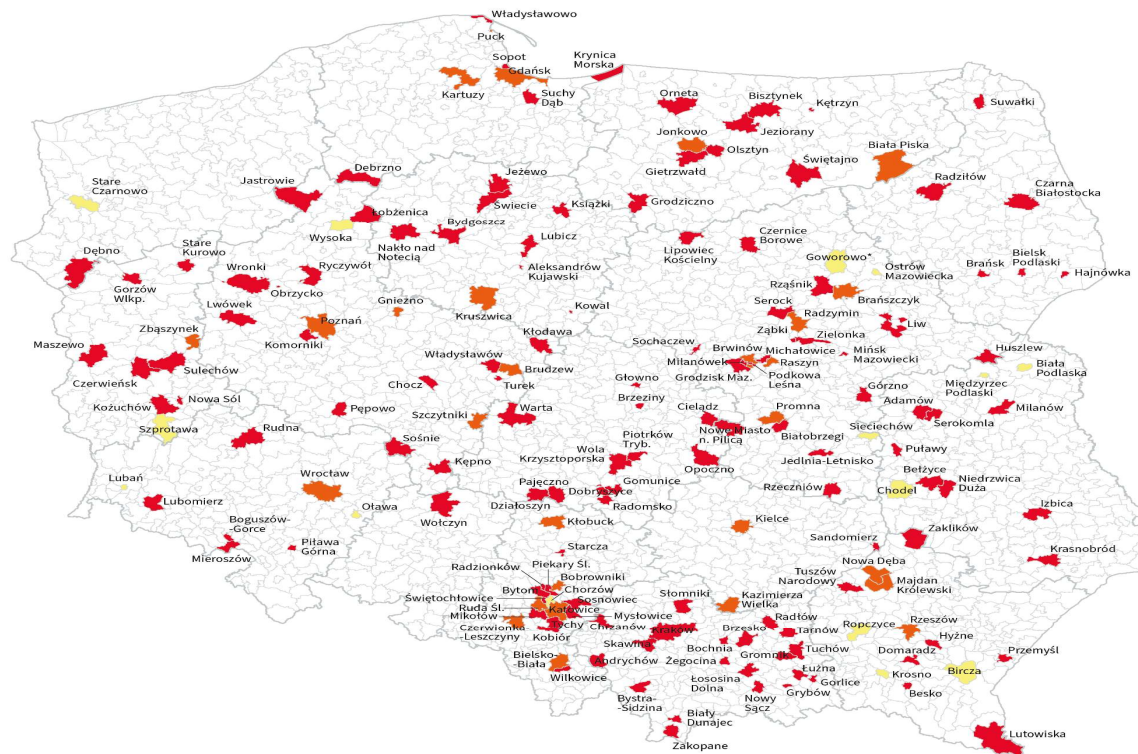 Władysławowo
Puck
Sopot
Gdańsk
Krynica
Morska
Kartuzy
Suchy
Dąb
Orneta
Bisztynek
Kętrzyn
Suwałki
Jonkowo
Jeziorany
Olsztyn
Biała Piska
Gietrzwałd
Świętajno
Radziłów
Czarna
Białostocka
Stare
Czarnowo
Debrzno
Jastrowie
Jeżewo
Łobżenica
Świecie
Książki
Grodziczno
Wysoka
Bydgoszcz
Nakło nad
Notecią
Lubicz
Lipowiec
Kościelny
Czernice
Borowe
Goworowo*
Ostrów
Mazowiecka
Brańsk
Bielsk
Podlaski
Hajnówka
Dębno
Stare
Kurowo
Gorzów
Wlkp.
Wronki
Ryczywół
Obrzycko
Aleksandrów
Kujawski
Rząśnik
Brańszczyk
Lwówek
Gniezno
Kruszwica
Kowal
Serock
Radzymin
Zbąszynek
Poznań
Ząbki
Zielonka
Liw
Maszewo
Komorniki
Kłodawa
Sochaczew
Brwinów
Michałowice
Mińsk
Mazowiecki
Huszlew
Biała
Podlaska
Władysławów
Brudzew
Milanówek
Raszyn
Grodzisk Maz.
Podkowa
Leśna
Czerwieńsk
Sulechów
Chocz
Turek
Głowno
Brzeziny
Górzno
Międzyrzec
Podlaski
Kożuchów
Nowa Sól
Pępowo
Szczytniki
Warta
Cielądz
Promna
Adamów
Milanów
Szprotawa
Rudna
Sośnie
Nowe Miasto
n. Pilicą
Białobrzegi
Sieciechów
Serokomla
Piotrków
Tryb.
Wola
Krzysztoporska
Opoczno
Jedlnia-Letnisko
Puławy
Kępno
Bełżyce
Niedrzwica
Duża
Lubań
Wrocław
Pajęczno
Gomunice
Dobryszyce
Rzeczniów
Chodel
Lubomierz
Oława
Wołczyn
Działoszyn
Radomsko
Izbica
Boguszów-
-Gorce
Kłobuck
Kielce
Zaklików
Mieroszów
Piława
Górna
Starcza
Sandomierz
Krasnobród
Radzionków
Piekary Śl.
Bobrowniki
Nowa Dęba
Tuszów
Narodowy
Majdan
Królewski
Bytom
Chorzów
Świętochłowice
Sosnowiec
Słomniki
Kazimierza
Wielka
Ruda Śl.
Katowice
Mikołów
Mysłowice
Radłów
Ropczyce
Rzeszów
Czerwionka
-Leszczyny
Tychy
Chrzanów
Kraków
Brzesko
Tarnów
Hyżne
Kobiór
Skawina
Bochnia
Tuchów
Domaradz
Przemyśl
Bielsko-
-Biała
Andrychów
Żegocina
Gromnik
Łużna
Krosno
Bircza
Wilkowice
Łososina
Dolna
Gorlice
Grybów
Besko
Bystra-
-Sidzina
Nowy
Sącz
Biały
Dunajec
Zakopane
Lutowiska